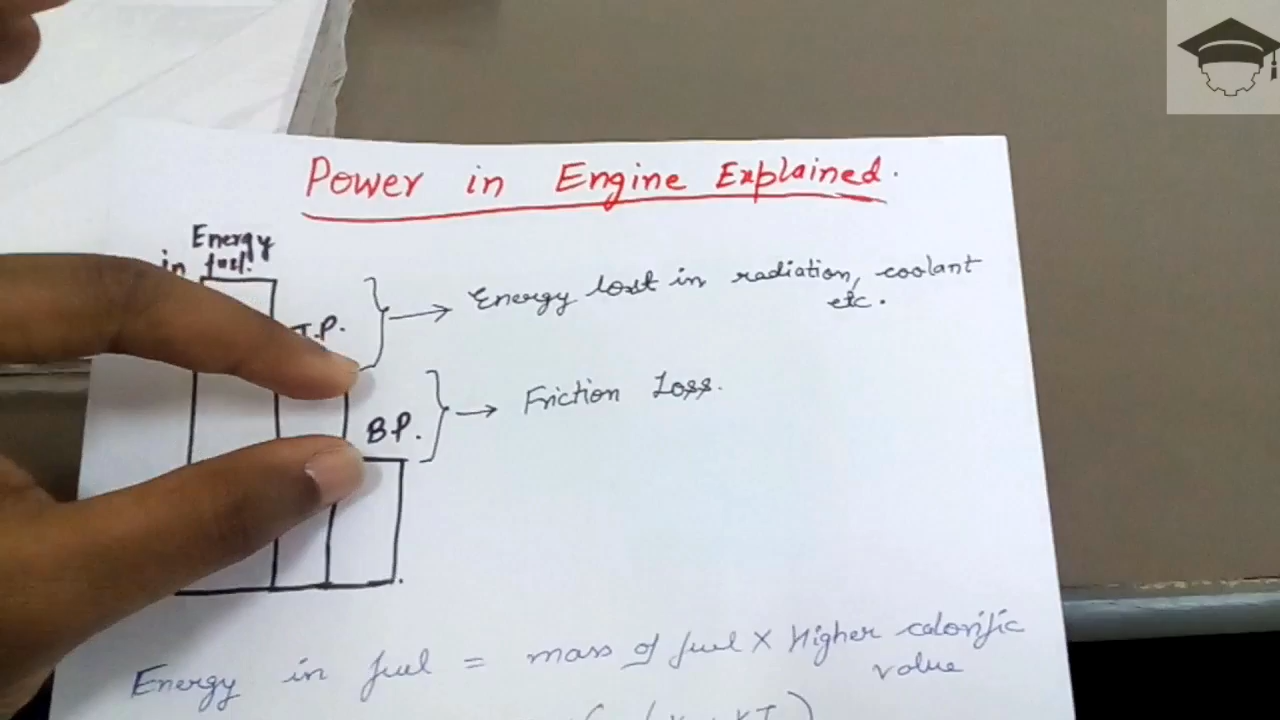 Power in Engine Explained.
Energy
in fuel.
I.P.
Energy lost in radiation, coolant
etc.
Friction Loss.
B.P.
Energy in fuel = mass of fuel X Higher calorific
value